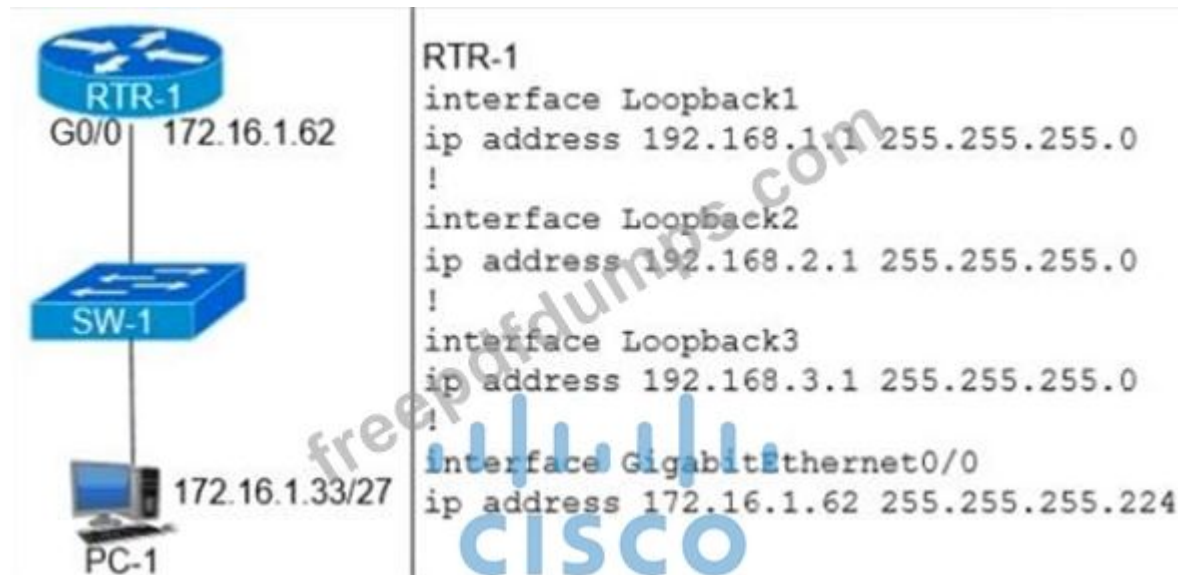 RTR-1
G0/0 172.16.1.62
SW-1
172.16.1.33/27
PC-1
RTR-1
interface Loopback1
ip address 192.168.1.1 255.255.255.0
!
interface Loopback2
ip address 192.168.2.1 255.255.255.0
!
interface Loopback3
ip address 192.168.3.1 255.255.255.0
!
interface GigabitEthernet0/0
ip address 172.16.1.62 255.255.255.224
freepdfdumps.com
CISCO